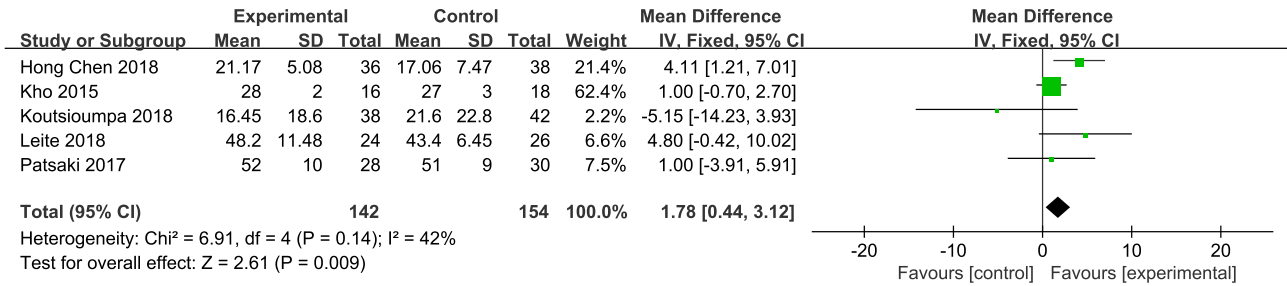 Experimental Control Mean Difference Mean Difference
Study or Subgroup Mean SD Total Mean SD Total Weight IV, Fixed, 95% CI IV, Fixed, 95% CI
Hong Chen 2018 21.17 5.08 36 17.06 7.47 38 21.4% 4.11 [1.21, 7.01]
Kho 2015 28 2 16 27 3 18 62.4% 1.00 [-0.70, 2.70]
Koutsioumpa 2018 16.45 18.6 38 21.6 22.8 42 2.2% -5.15 [-14.23, 3.93]
Leite 2018 48.2 11.48 24 43.4 6.45 26 6.6% 4.80 [-0.42, 10.02]
Patsaki 2017 52 10 28 51 9 30 7.5% 1.00 [-3.91, 5.91]
Total (95% CI) 142 154 100.0% 1.78 [0.44, 3.12]
Heterogeneity: Chi² = 6.91, df = 4 (P = 0.14); I² = 42%
Test for overall effect: Z = 2.61 (P = 0.009)
-20 -10 0 10 20
Favours [control] Favours [experimental]